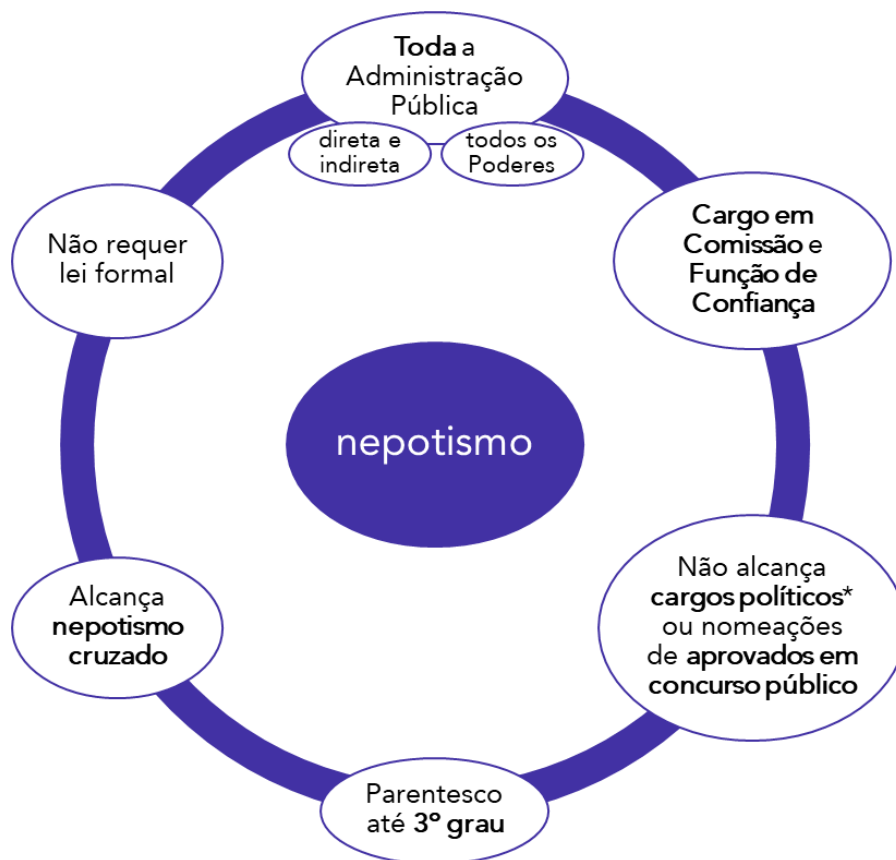 Toda a
Administração
Pública
direta e
indireta
todos os
Poderes
Cargo em
Comissão e
Função de
Confiança
Não alcança
cargos políticos*
ou nomeações
de aprovados em
concurso público
Parentesco
até 3º grau
Alcança
nepotismo
cruzado
Não requer
lei formal
nepotismo